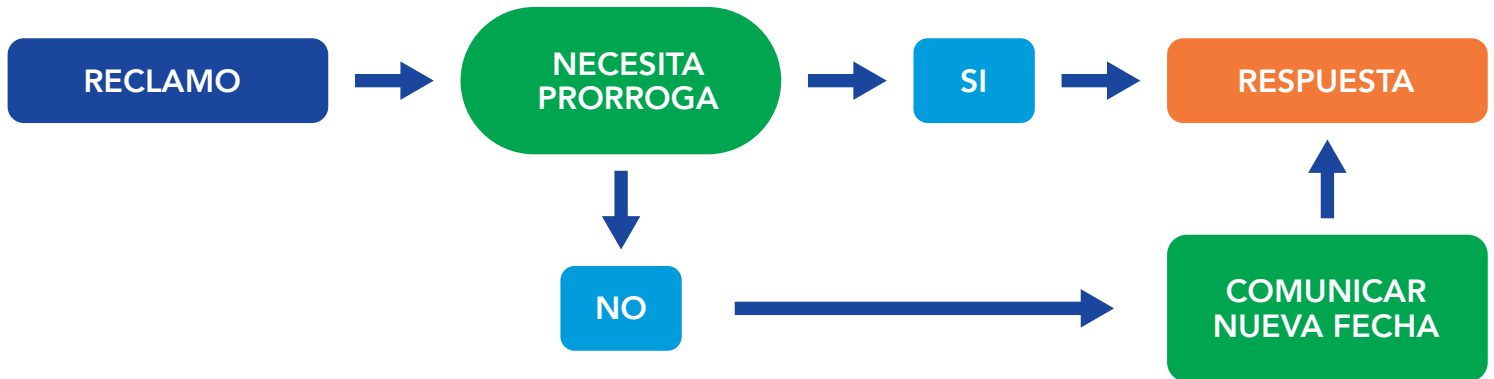 RECLAMO
NECESITA
PRORROGA
SI
RESPUESTA
NO
COMUNICAR
NUEVA FECHA